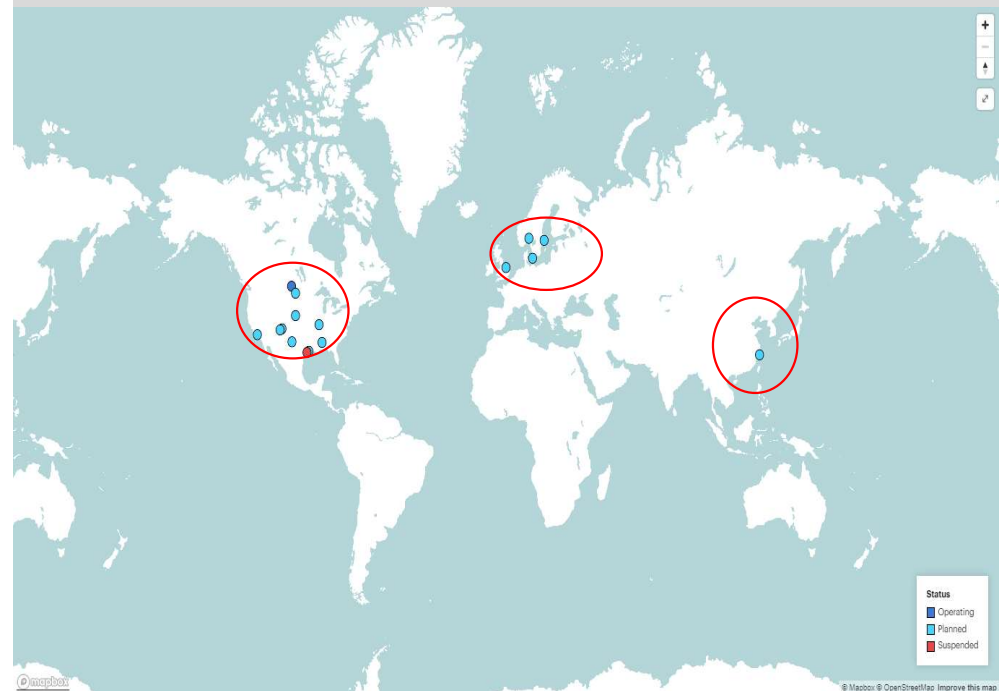 Status
Operating
Planned
Suspended
mapbox
© Mapbox © OpenStreetMap Improve this map